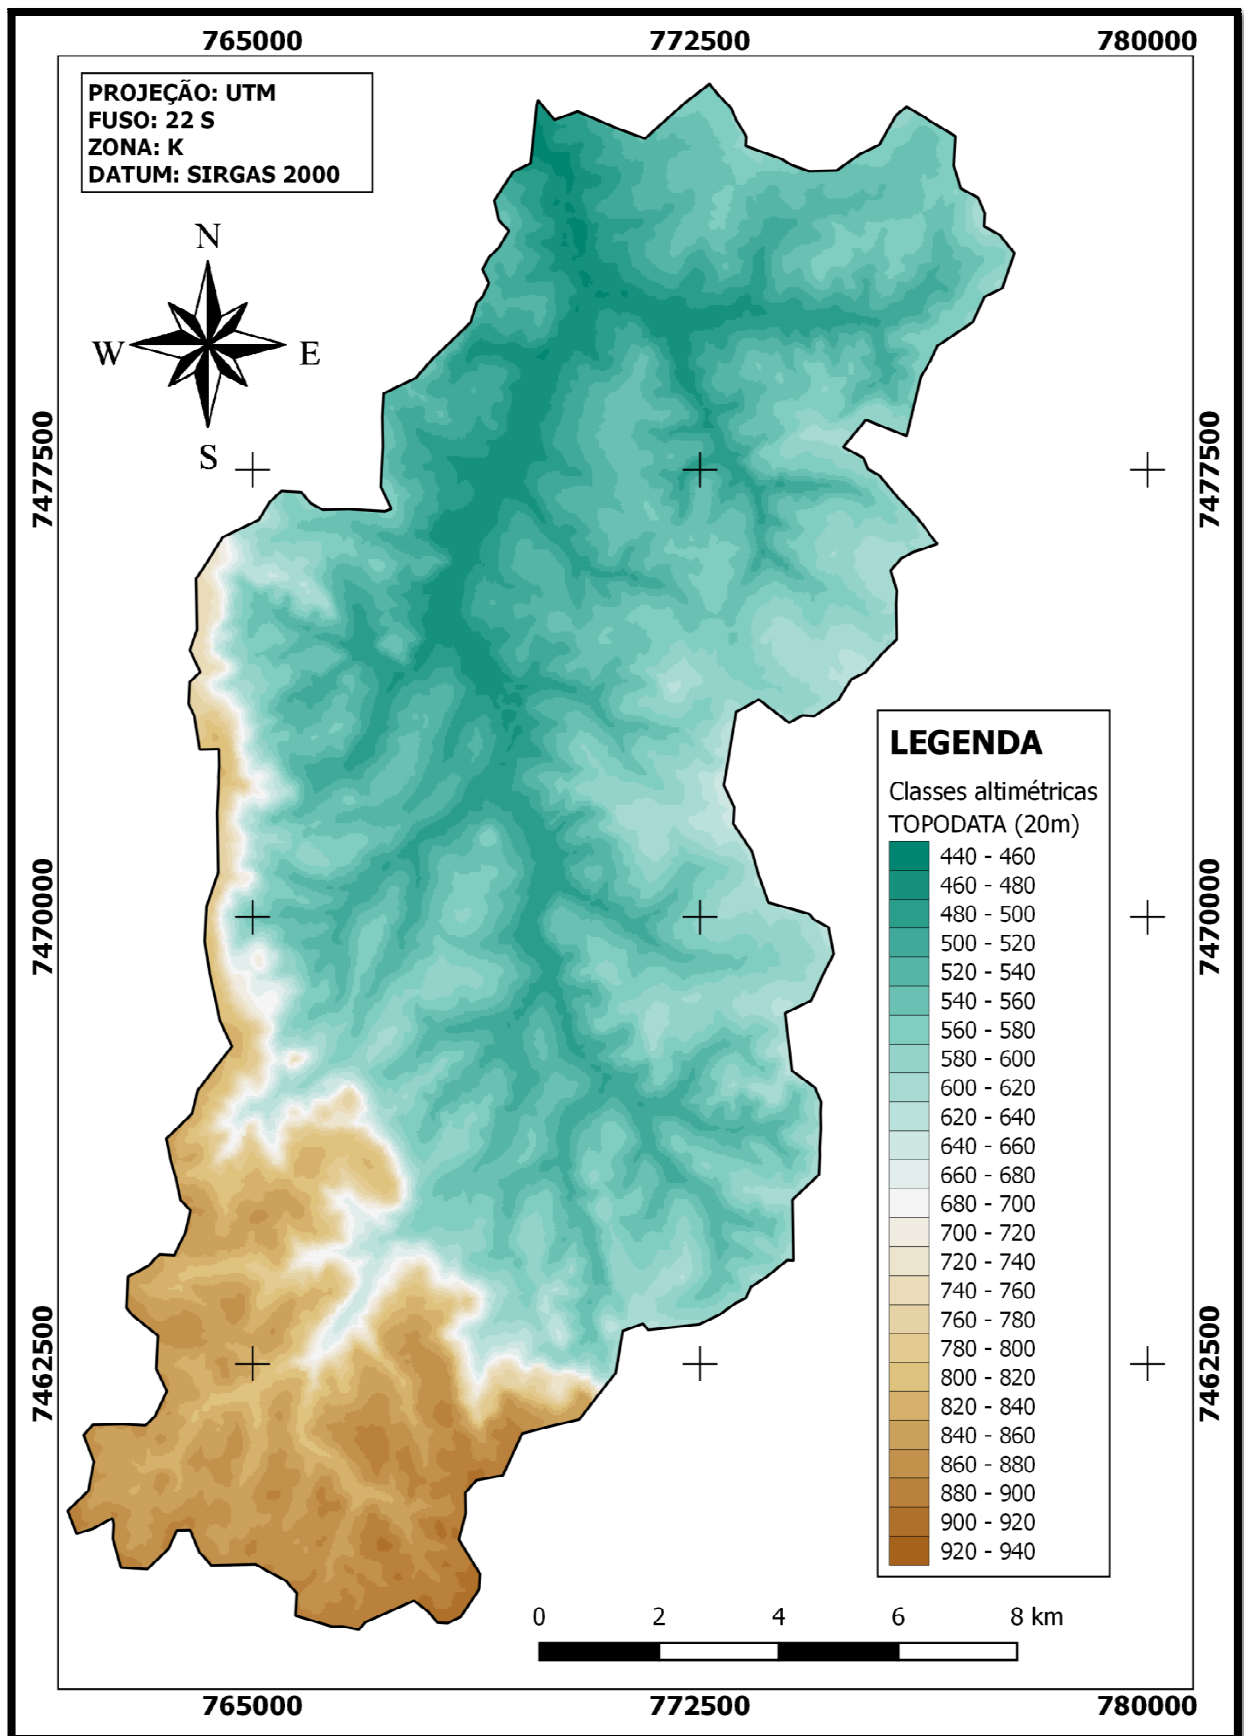 765000
772500
780000
PROJEÇÃO: UTM
FUSO: 22 S
ZONA: K
DATUM: SIRGAS 2000
N
W
E
S
7477500
7477500
7470000
7470000
7462500
7462500
LEGENDA
Classes altimétricas
TOPODATA (20m)
440 - 460
460 - 480
480 - 500
500 - 520
520 - 540
540 - 560
560 - 580
580 - 600
600 - 620
620 - 640
640 - 660
660 - 680
680 - 700
700 - 720
720 - 740
740 - 760
760 - 780
780 - 800
800 - 820
820 - 840
840 - 860
860 - 880
880 - 900
900 - 920
920 - 940
0 2 4 6 8 km
765000
772500
780000